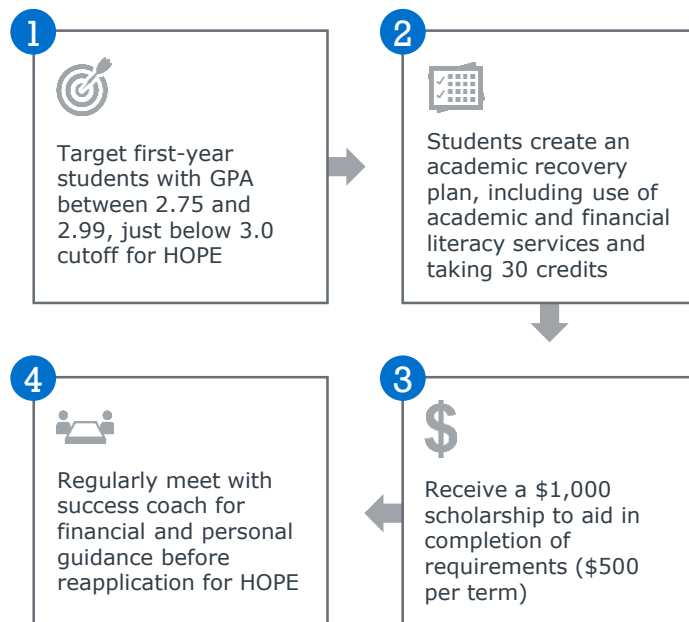 1
Target first-year
students with GPA
between 2.75 and
2.99, just below 3.0
cutoff for HOPE
2
Students create an
academic recovery
plan, including use of
academic and financial
literacy services and
taking 30 credits
3
$
Receive a $1,000
scholarship to aid in
completion of
requirements ($500
per term)
4
Regularly meet with
success coach for
financial and personal
guidance before
reapplication for HOPE